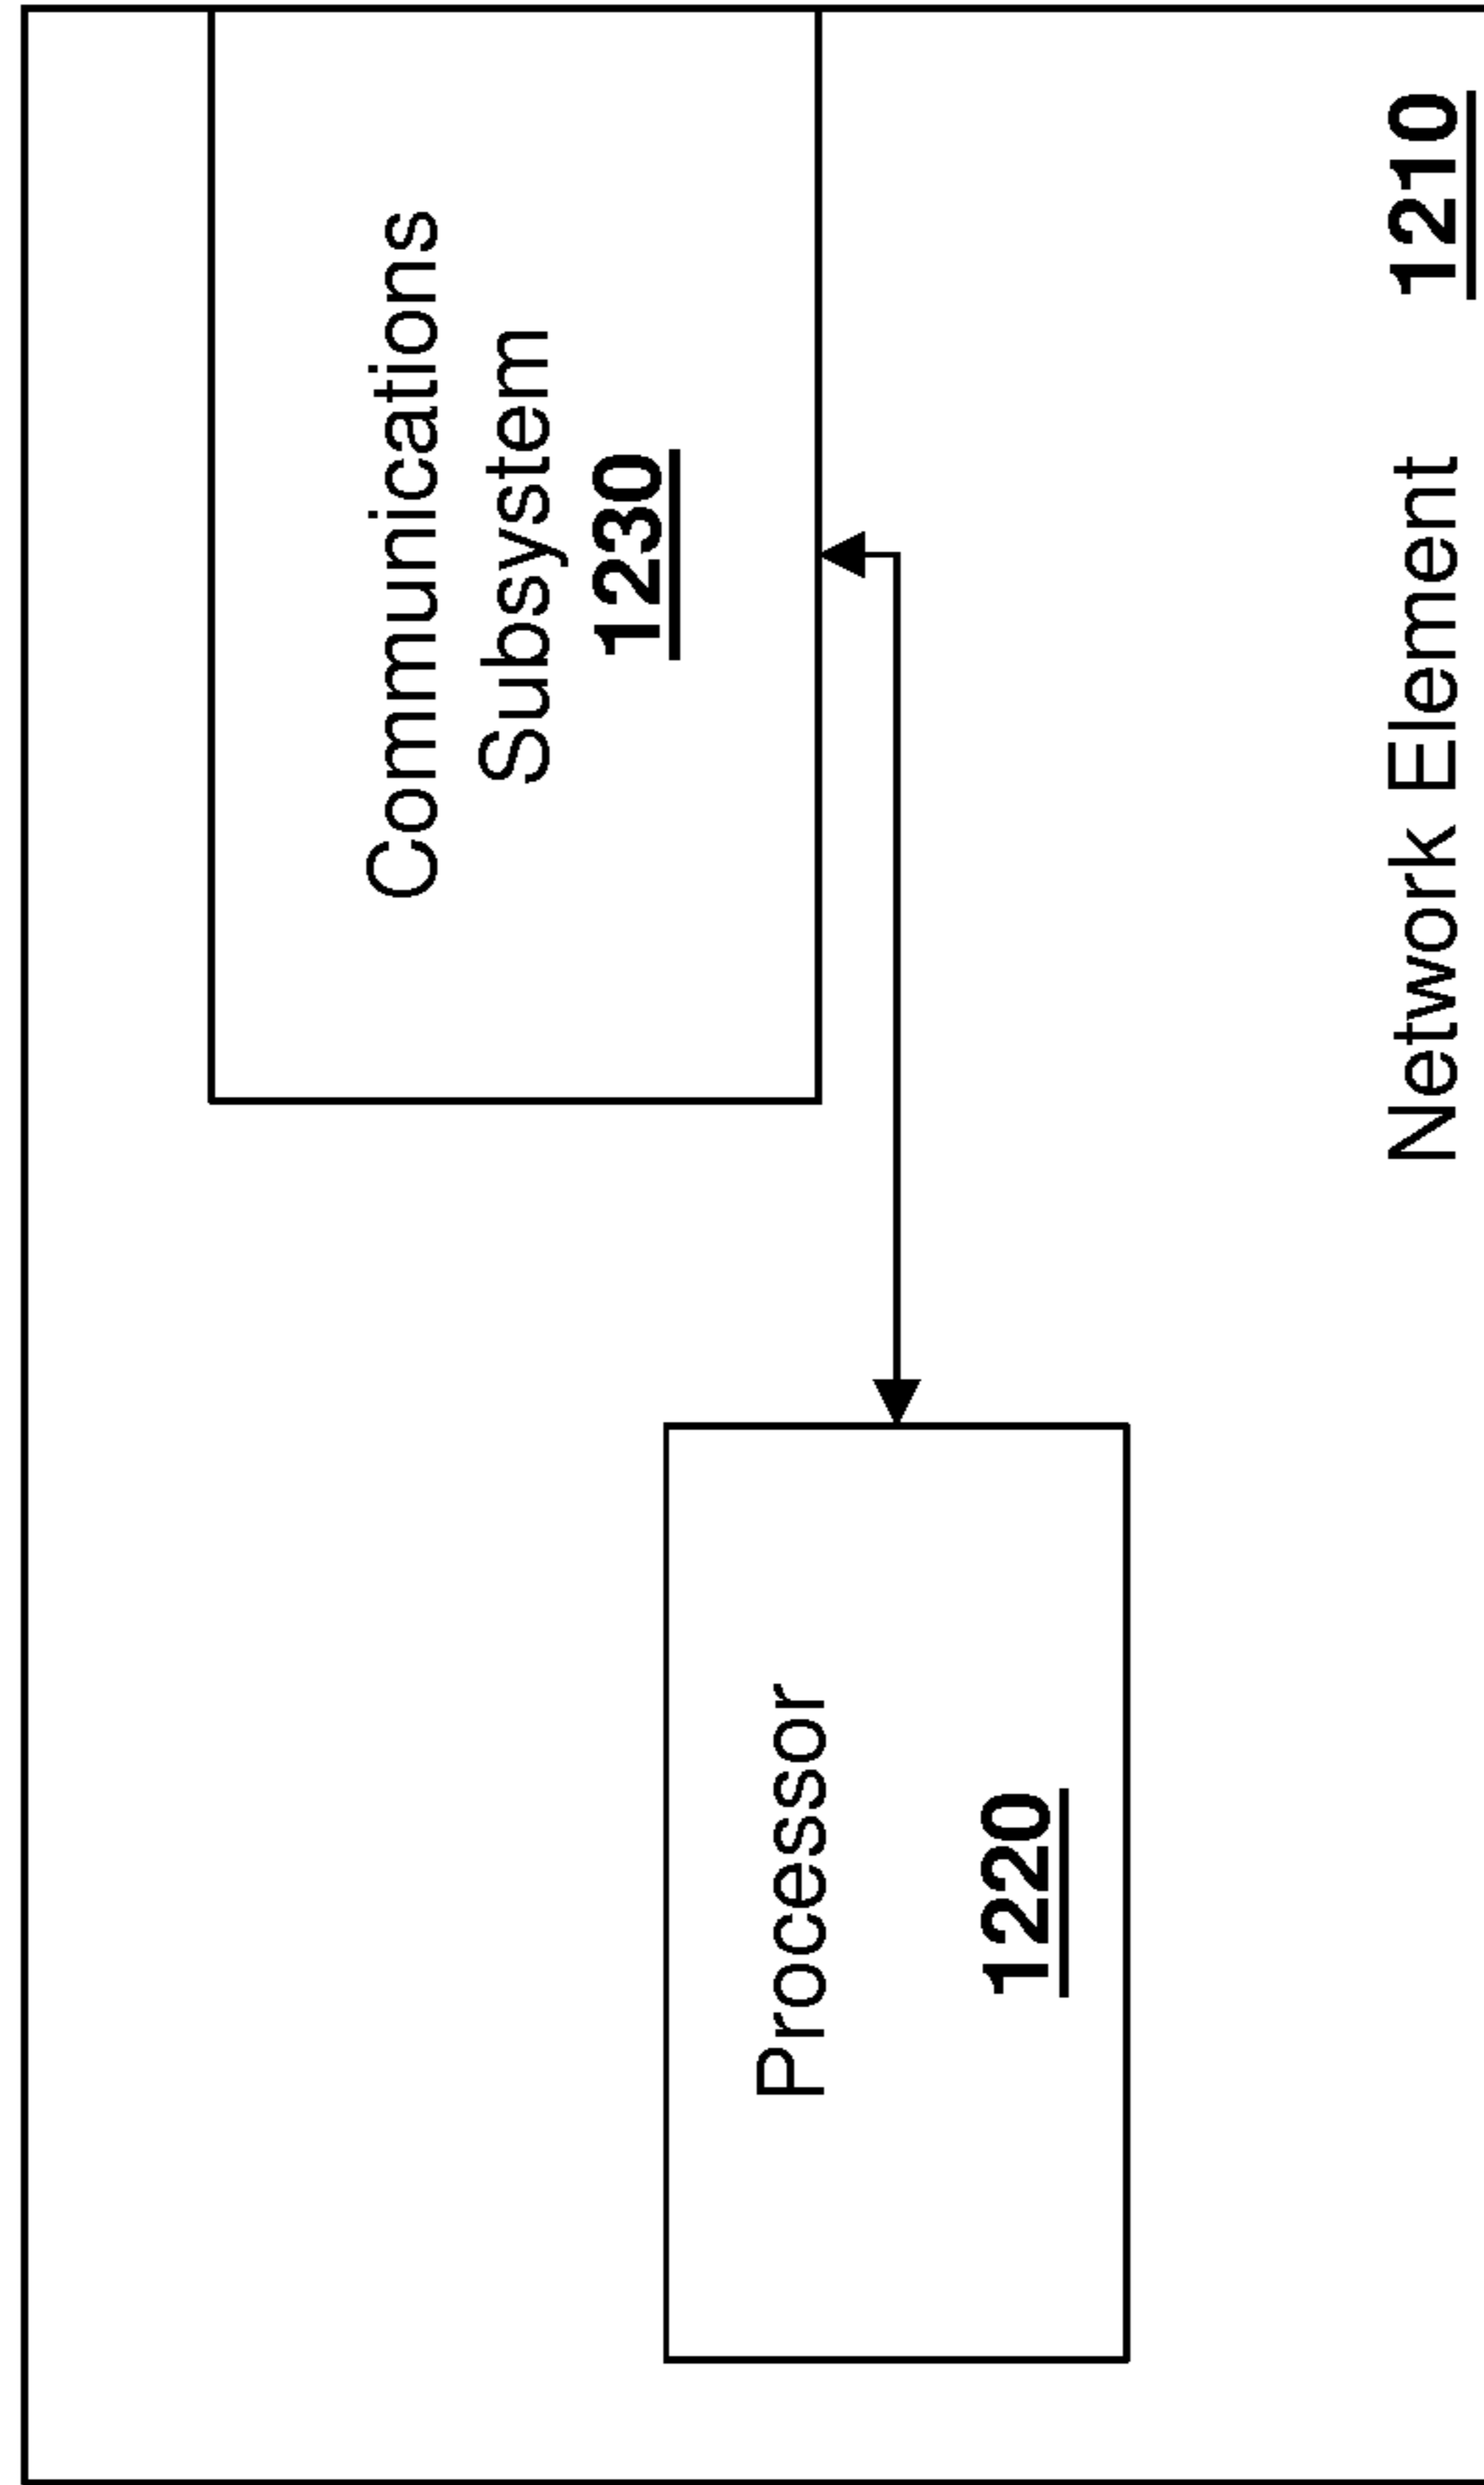 Communications
Subsystem
1230
Processor
1220
Network Element 1210